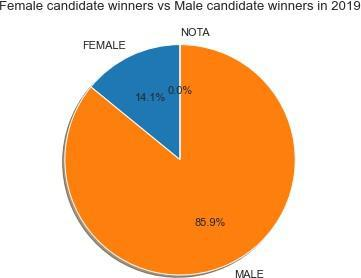 Female candidate winners vs Male candidate winners in 2019
NOTA
FEMALE
0.0%
14.1%
85.9%
MALE